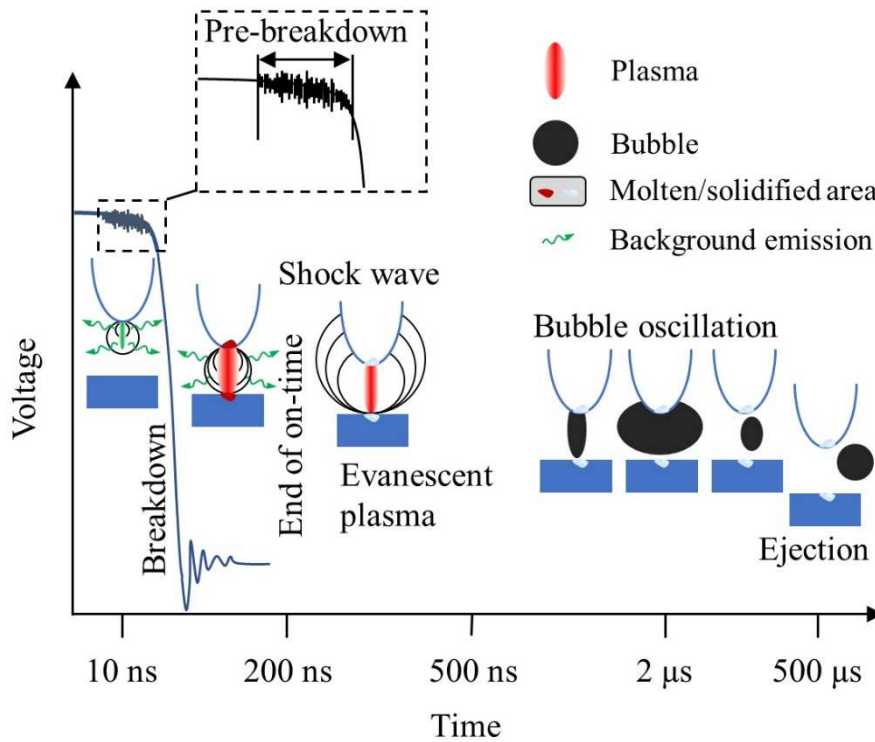 Pre-breakdown
Plasma
Bubble
Molten/solidified area
Background emission
Shock wave
Bubble oscillation
Voltage
Breakdown
End of on-time
Evanescent
plasma
Ejection
10 ns
200 ns
500 ns
2 μs
500 μs
Time